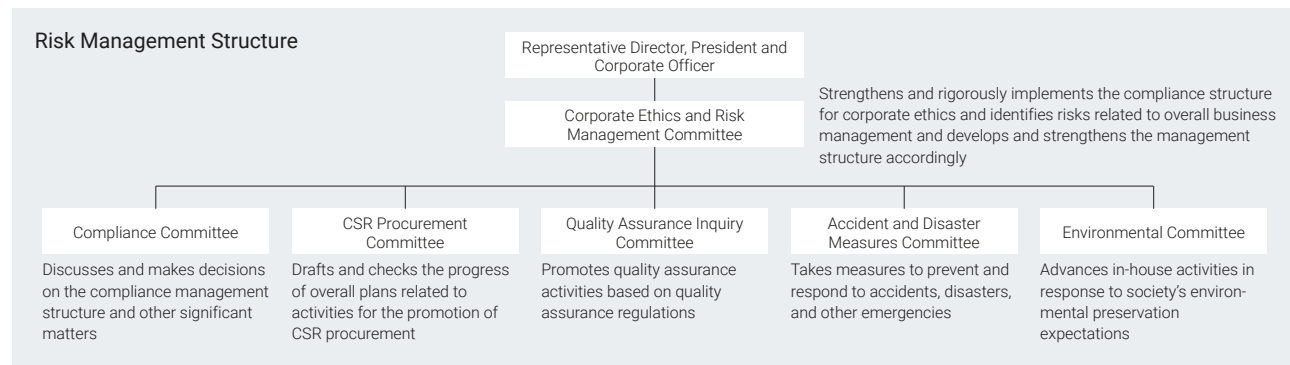 Risk Management Structure
Representative Director, President and
Corporate Officer
Corporate Ethics and Risk
Management Committee
Strengthens and rigorously implements the compliance structure
for corporate ethics and identifies risks related to overall business
management and develops and strengthens the management
structure accordingly
Compliance Committee
Discusses and makes decisions
on the compliance management
structure and other significant
matters
CSR Procurement
Committee
Drafts and checks the progress
of overall plans related to
activities for the promotion of
CSR procurement
Quality Assurance Inquiry
Committee
Promotes quality assurance
activities based on quality
assurance regulations
Accident and Disaster
Measures Committee
Takes measures to prevent and
respond to accidents, disasters,
and other emergencies
Environmental Committee
Advances in-house activities in
response to society’s environ-
mental preservation
expectations